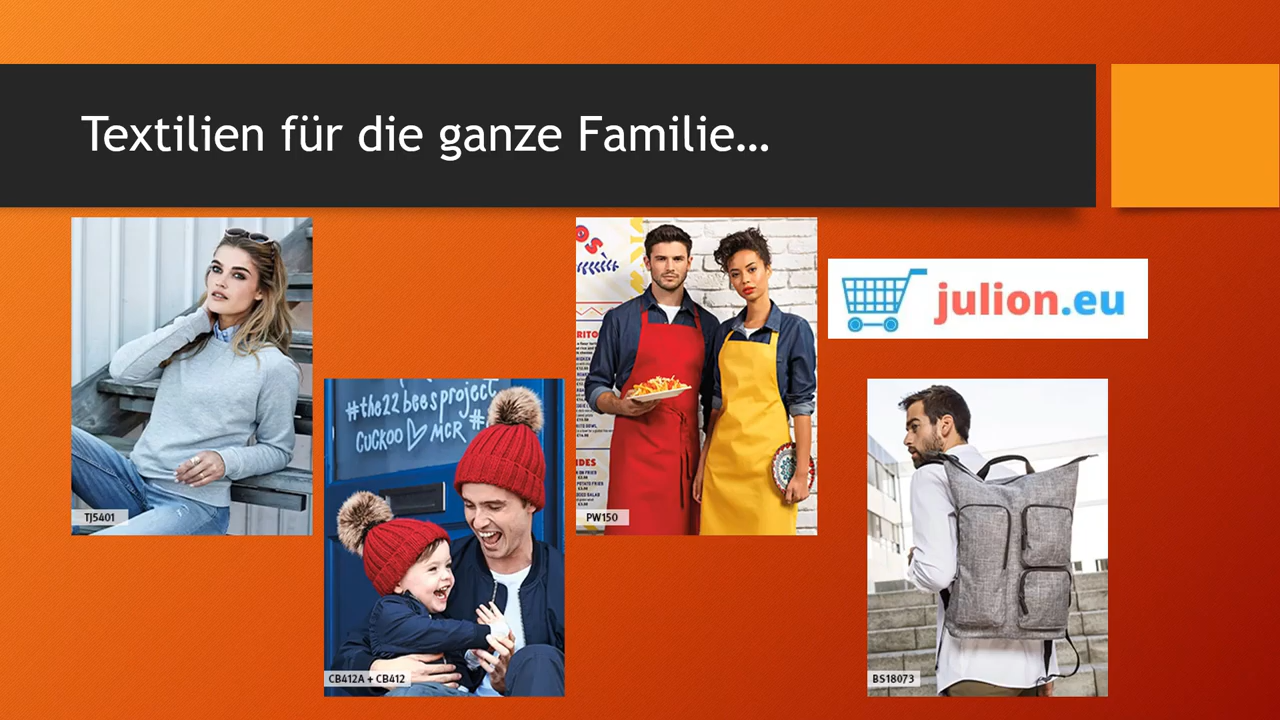 Textilien für die ganze Familie...
julion.eu
TJ5401
#the22beesproject
#
CUCKOO MCR
CB412A + CB412
PW150
BS18073